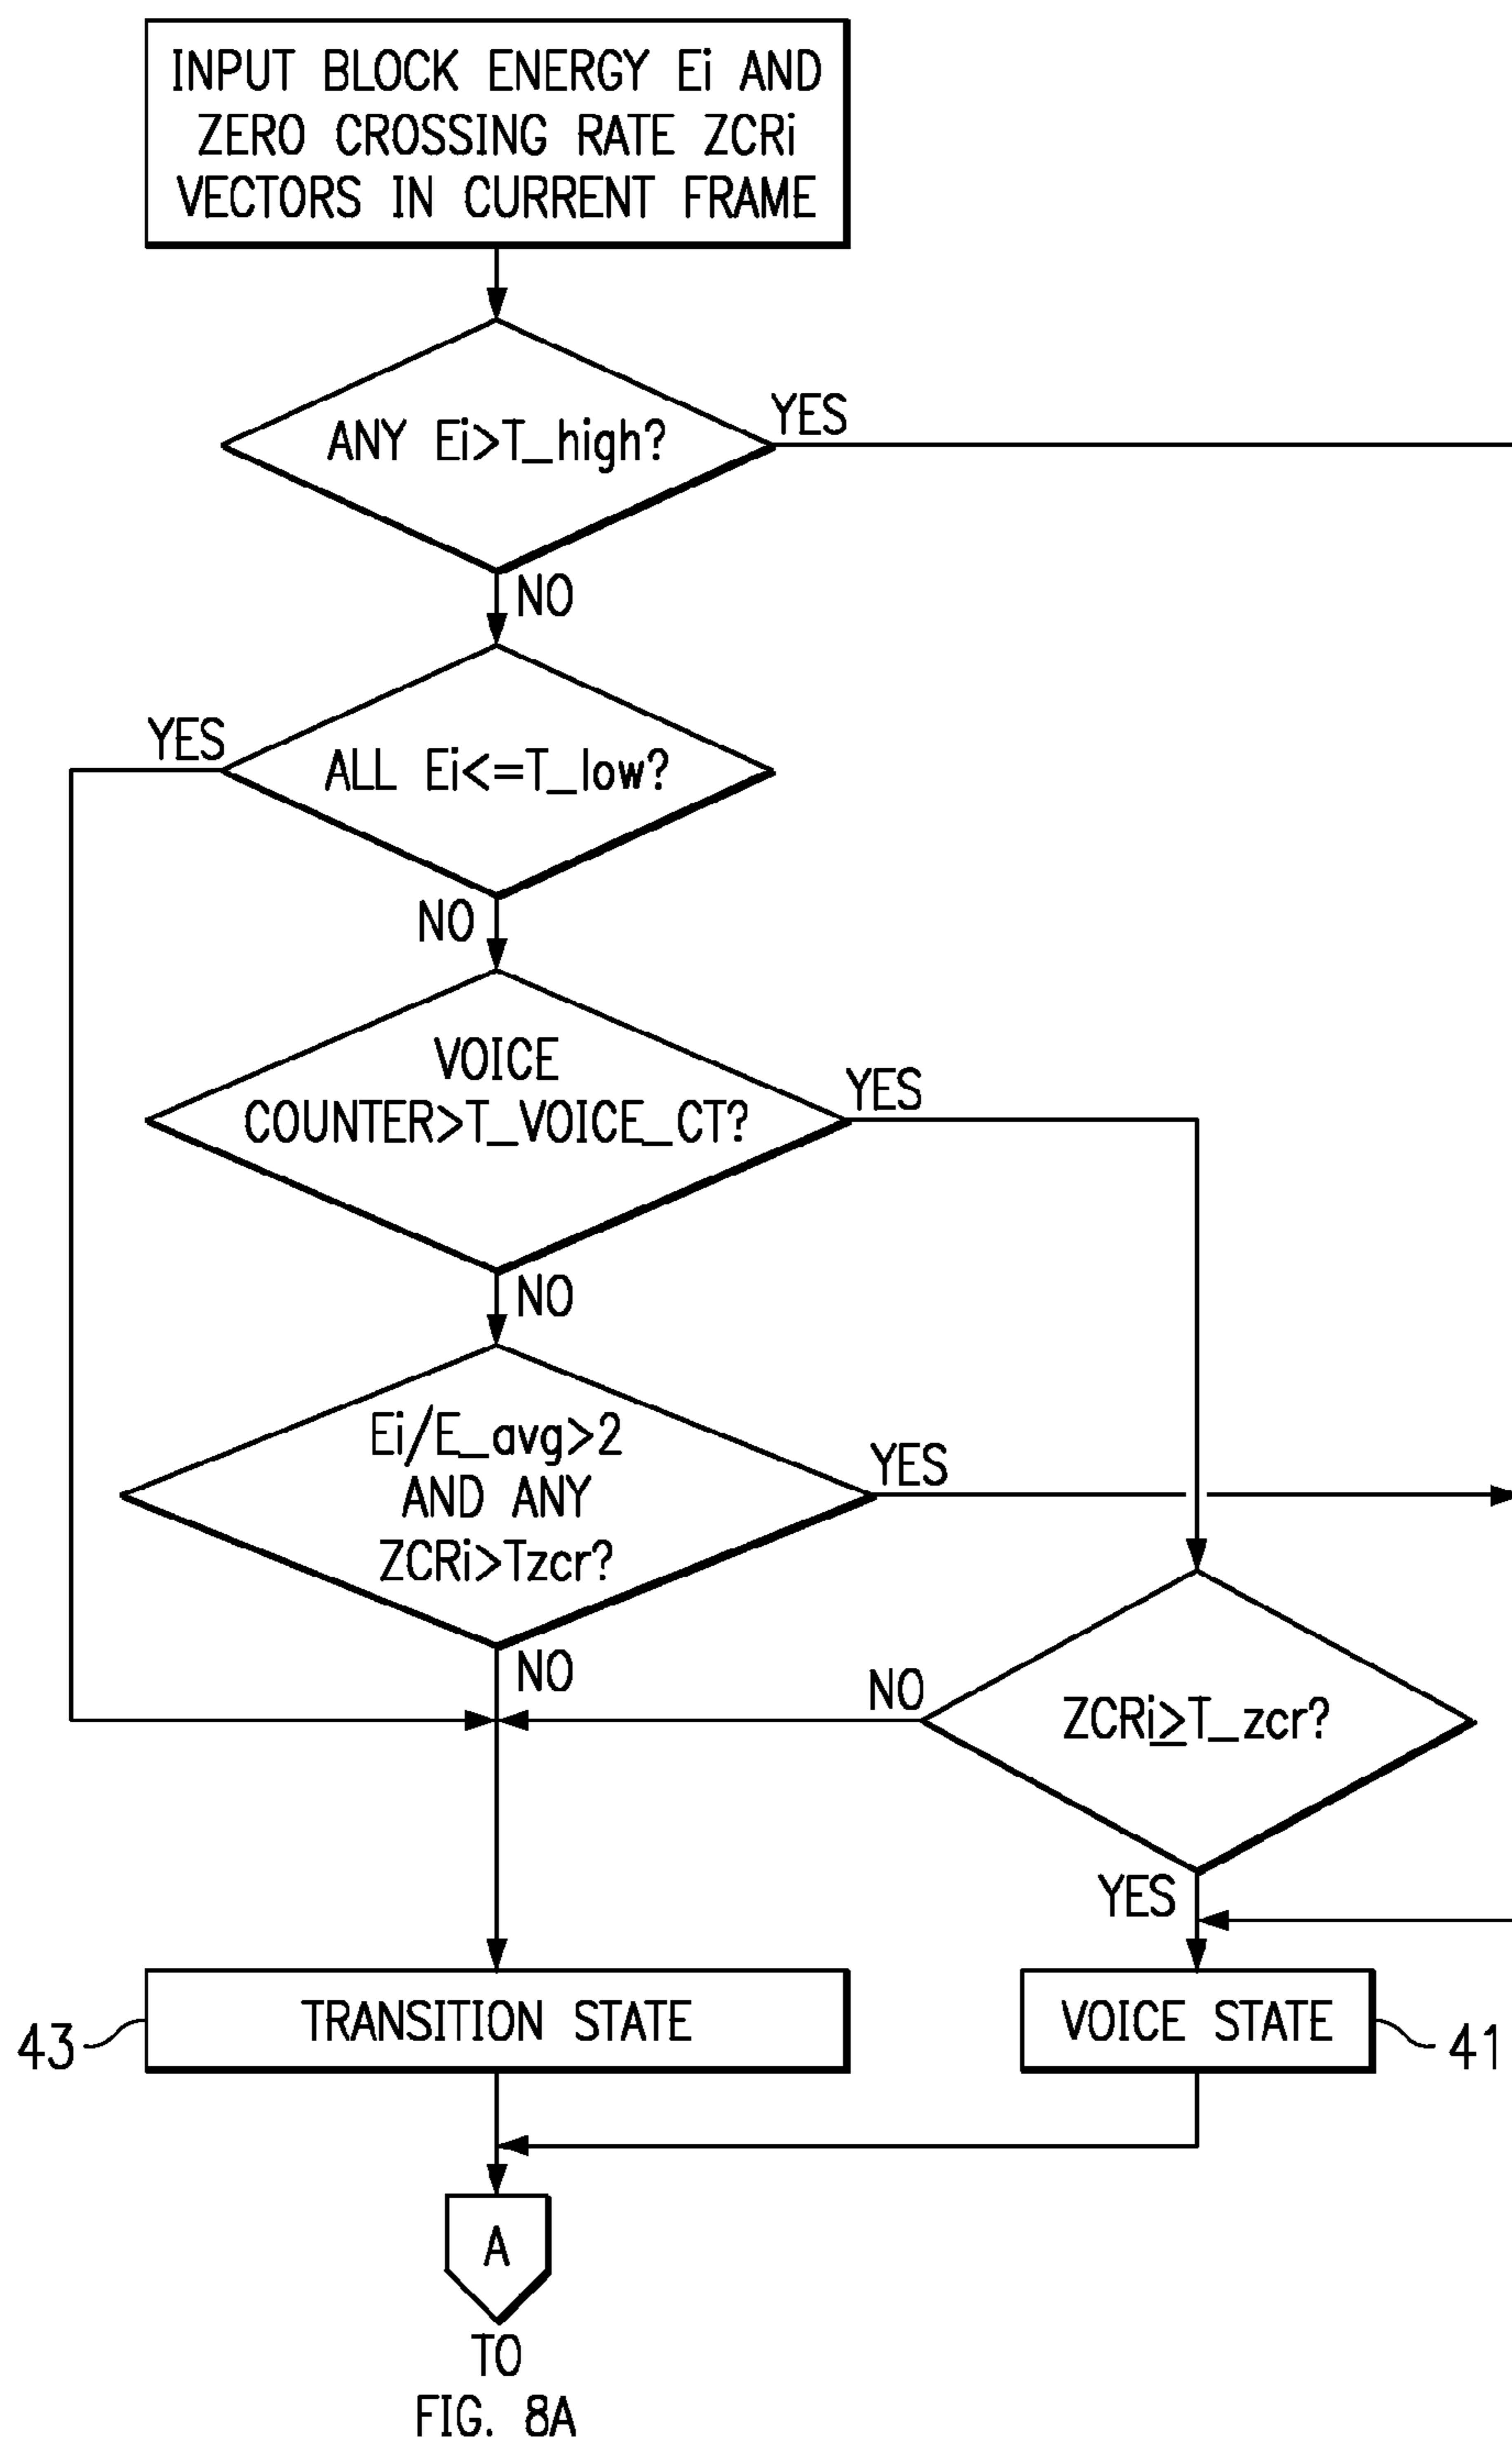 INPUT BLOCK ENERGY Ei AND
ZERO CROSSING RATE ZCRi
VECTORS IN CURRENT FRAME
ANY Ei>T_high?
YES
NO
ALL Ei<=T_low?
YES
NO
VOICE
COUNTER>T_VOICE_CT?
YES
NO
Ei/E_avg>2
AND ANY
ZCRi>Tzcr?
YES
NO
ZCRi≥T_zcr?
NO
YES
43
TRANSITION STATE
VOICE STATE
41
A
TO
FIG. 8A